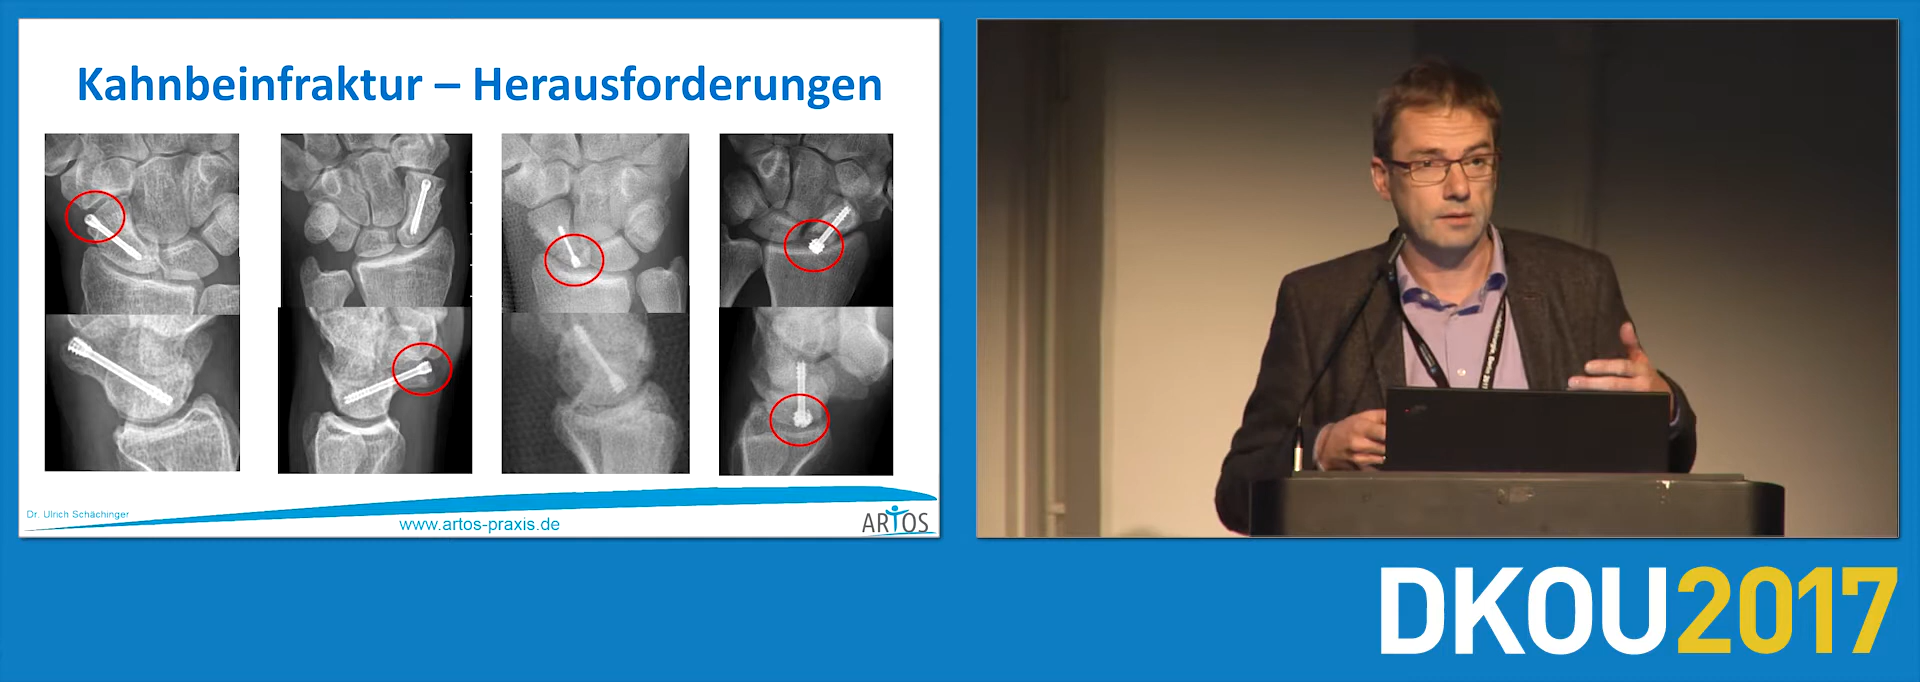 Kahnbeinfraktur – Herausforderungen
Dr. Ulrich Schächinger
www.artos-praxis.de
ARTOS
DKOU2017